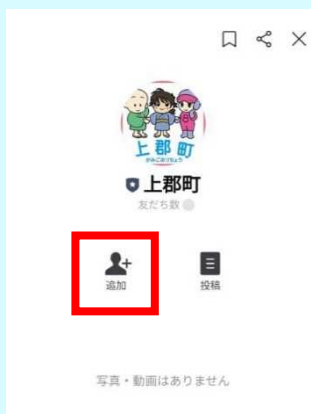 上郡町
かみごおりちょう
上郡町
友だち数
追加
投稿
写真・動画はありません